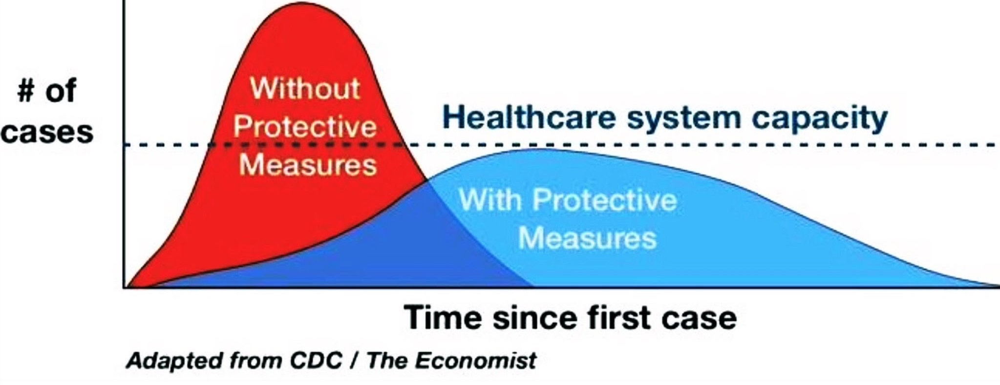 Without
Protective
Measures
# of
cases
Healthcare system capacity
With Protective
Measures
Time since first case
Adapted from CDC / The Economist